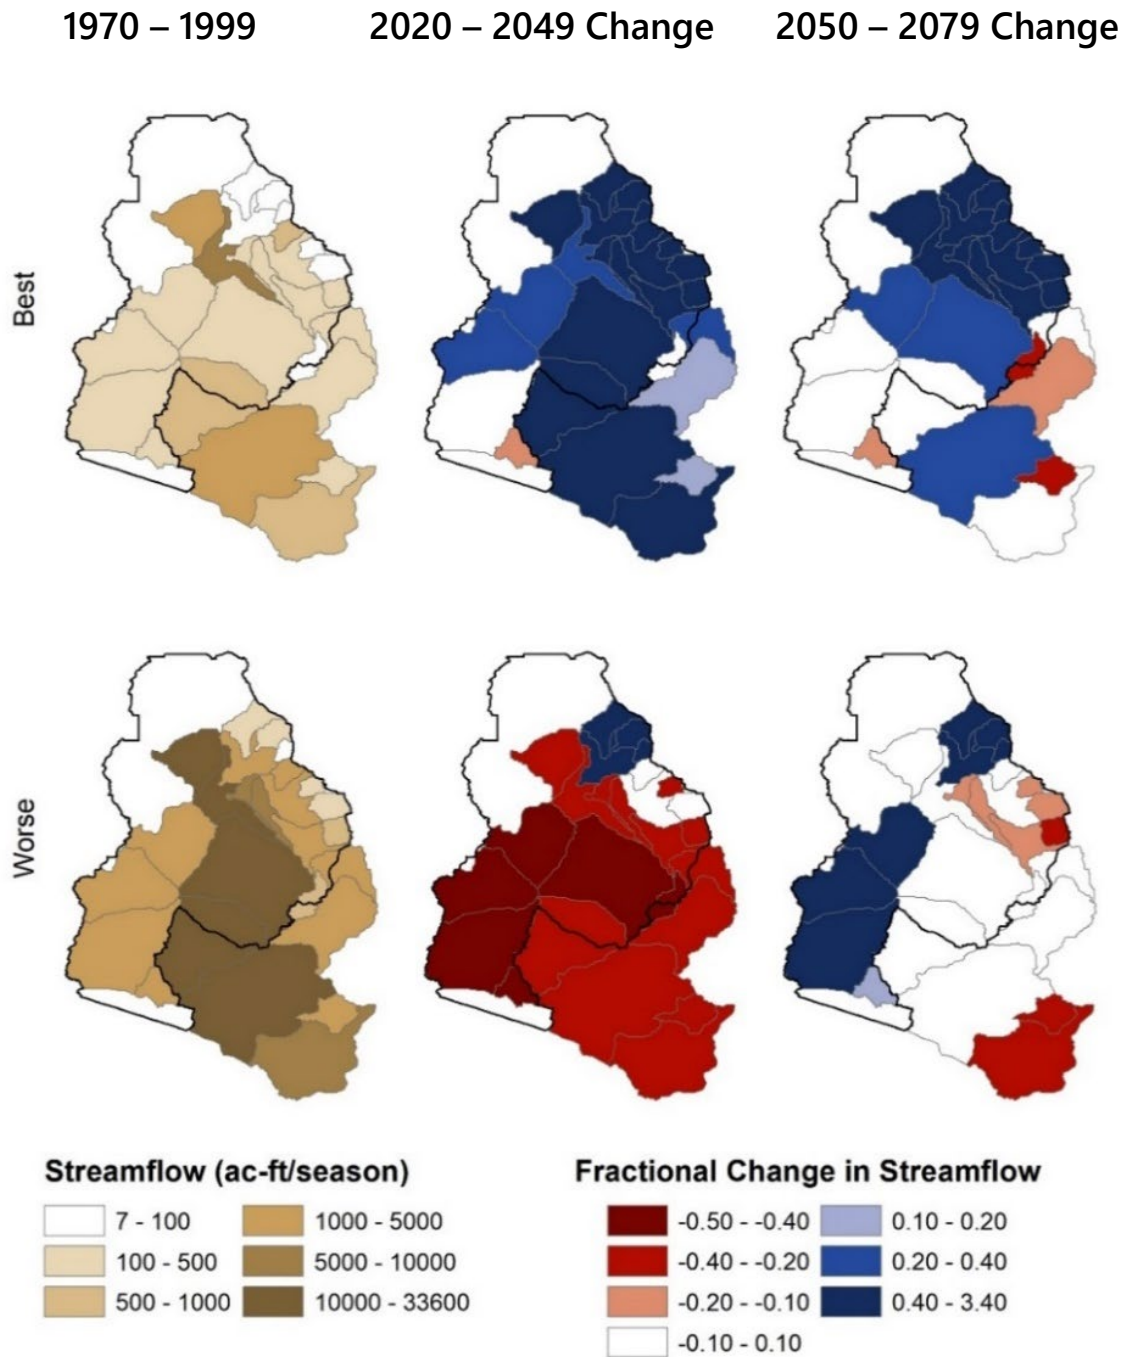 1970 – 1999 2020 – 2049 Change 2050 – 2079 Change
Best
Worse
Streamflow (ac-ft/season) Fractional Change in Streamflow
7 - 100 1000 - 5000 -0.50 - -0.40 0.10 - 0.20
100 - 500 5000 - 10000 -0.40 - -0.20 0.20 - 0.40
500 - 1000 10000 - 33600 -0.20 - -0.10 0.40 - 3.40
-0.10 - 0.10